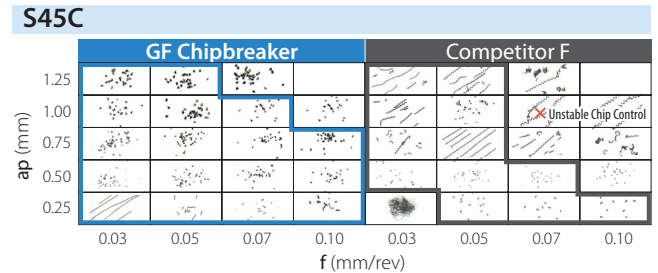 S45C
GF Chipbreaker
Competitor F
ap (mm)
1.25
1.00
0.75
0.50
0.25
Unstable Chip Control
0.03 0.05 0.07 0.10 0.03 0.05 0.07 0.10
f (mm/rev)